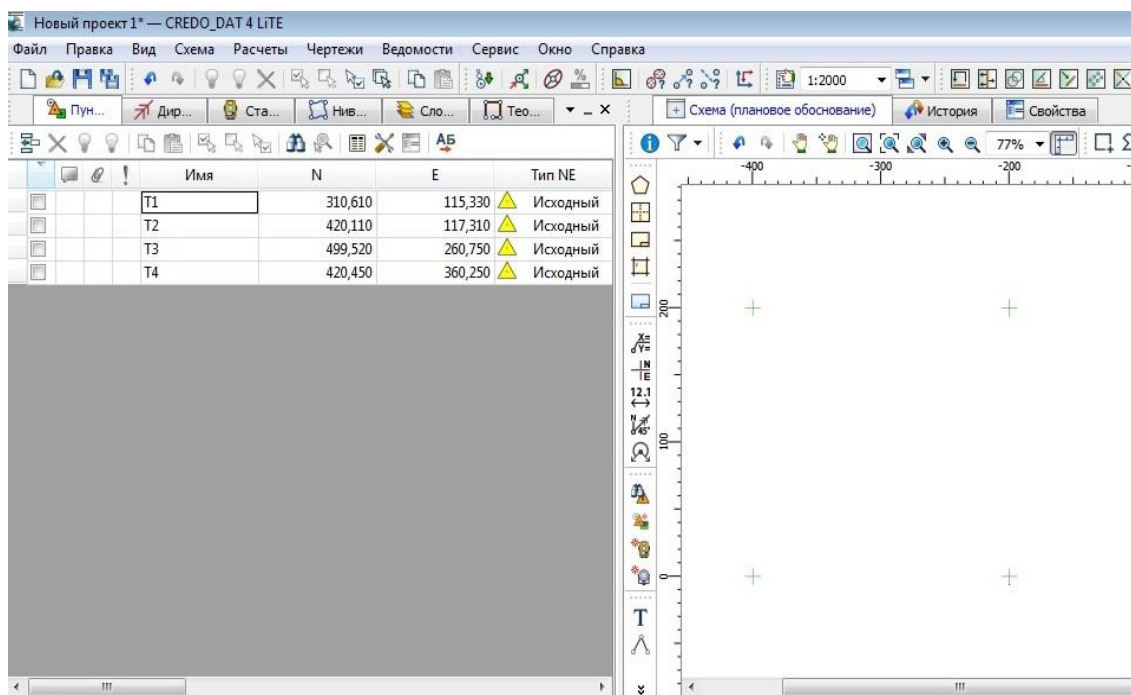 Новый проект 1* — CREDO_DAT 4 LiTE
Файл Правка Вид Схема Расчеты Чертежи Ведомости Сервис Окно Справка
1:2000
Пун... Дир... Ста... Нив... Сло... Тео...
Схема (плановое обоснование) История Свойства
АБ
77%
Имя N E Тип NE
T1 310,610 115,330 Исходный
T2 420,110 117,310 Исходный
T3 499,520 260,750 Исходный
T4 420,450 360,250 Исходный
-400 -300 -200
200
100
0
X=
Y=
N
E
12.1
N
45°
T